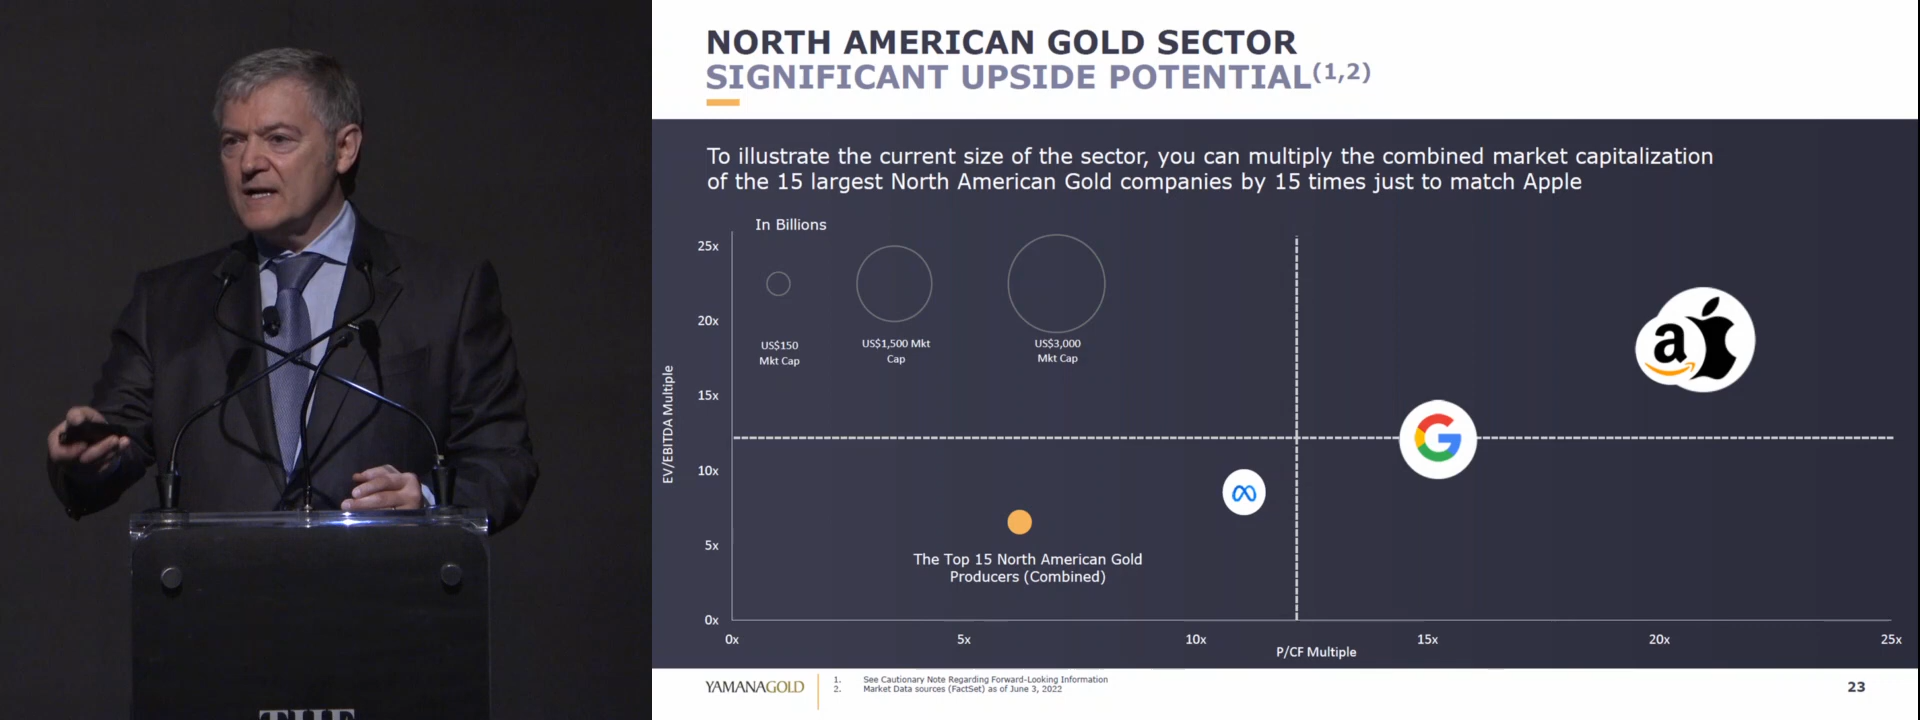 NORTH AMERICAN GOLD SECTOR
SIGNIFICANT UPSIDE POTENTIAL(1,2)
To illustrate the current size of the sector, you can multiply the combined market capitalization
of the 15 largest North American Gold companies by 15 times just to match Apple
In Billions
25x
20x
15x
10x
5x
0x
EV/EBITDA Multiple
US$150
Mkt Cap
US$1,500 Mkt
Cap
US$3,000
Mkt Cap
a
G
The Top 15 North American Gold
Producers (Combined)
0x
5x
10x
15x
20x
25x
P/CF Multiple
YAMANAGOLD
1. See Cautionary Note Regarding Forward-Looking Information
2. Market Data sources (FactSet) as of June 3, 2022
23
THE